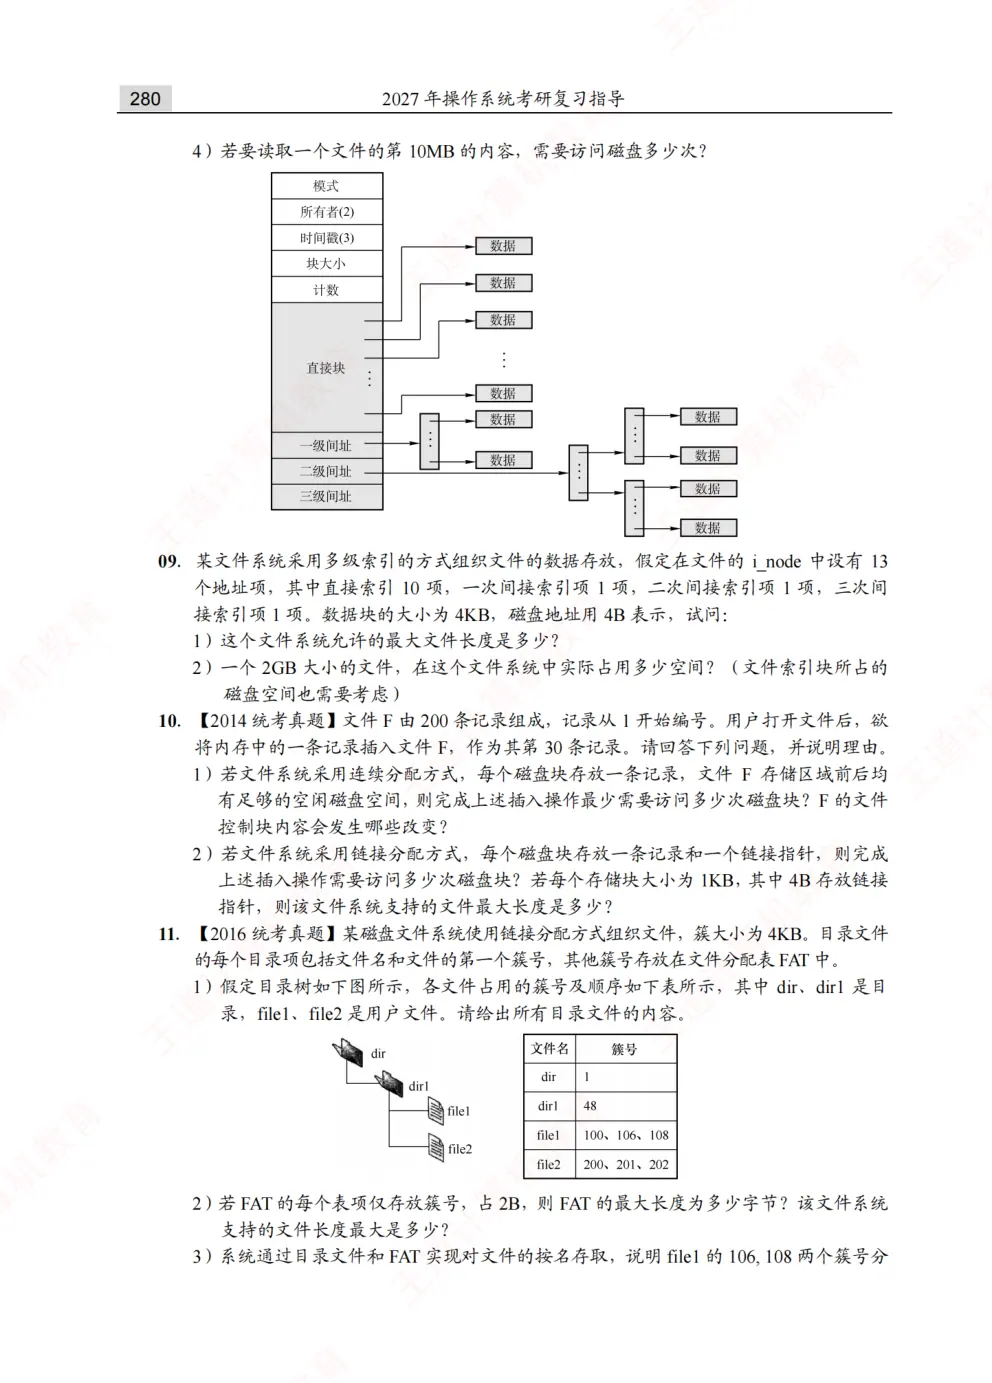 280
2027 年操作系统考研复习指导
4）若要读取一个文件的第 10MB 的内容，需要访问磁盘多少次？
模式
所有者(2)
时间戳(3)
块大小
计数
直接块
一级间址
二级间址
三级间址
数据
数据
数据
数据
数据
数据
数据
数据
数据
数据
09. 某文件系统采用多级索引的方式组织文件的数据存放，假定在文件的 i_node 中设有 13
个地址项，其中直接索引 10 项，一次间接索引项 1 项，二次间接索引项 1 项，三次间
接索引项 1 项。数据块的大小为 4KB，磁盘地址用 4B 表示，试问：
1）这个文件系统允许的最大文件长度是多少？
2）一个 2GB 大小的文件，在这个文件系统中实际占用多少空间？（文件索引块所占的
磁盘空间也需要考虑）
10. 【2014 统考真题】文件 F 由 200 条记录组成，记录从 1 开始编号。用户打开文件后，欲
将内存中的一条记录插入文件 F，作为其第 30 条记录。请回答下列问题，并说明理由。
1）若文件系统采用连续分配方式，每个磁盘块存放一条记录，文件 F 存储区域前后均
有足够的空闲磁盘空间，则完成上述插入操作最少需要访问多少次磁盘块？F 的文件
控制块内容会发生哪些改变？
2）若文件系统采用链接分配方式，每个磁盘块存放一条记录和一个链接指针，则完成
上述插入操作需要访问多少次磁盘块？若每个存储块大小为 1KB，其中 4B 存放链接
指针，则该文件系统支持的文件最大长度是多少？
11. 【2016 统考真题】某磁盘文件系统使用链接分配方式组织文件，簇大小为 4KB。目录文件
的每个目录项包括文件名和文件的第一个簇号，其他簇号存放在文件分配表 FAT 中。
1）假定目录树如下图所示，各文件占用的簇号及顺序如下表所示，其中 dir、dir1 是目
录，file1、file2 是用户文件。请给出所有目录文件的内容。
dir
dir1
file1
file2
文件名 簇号
dir 1
dir1 48
file1 100、106、108
file2 200、201、202
2）若 FAT 的每个表项仅存放簇号，占 2B，则 FAT 的最大长度为多少字节？该文件系统
支持的文件长度最大是多少？
3）系统通过目录文件和 FAT 实现对文件的按名存取，说明 file1 的 106, 108 两个簇号分